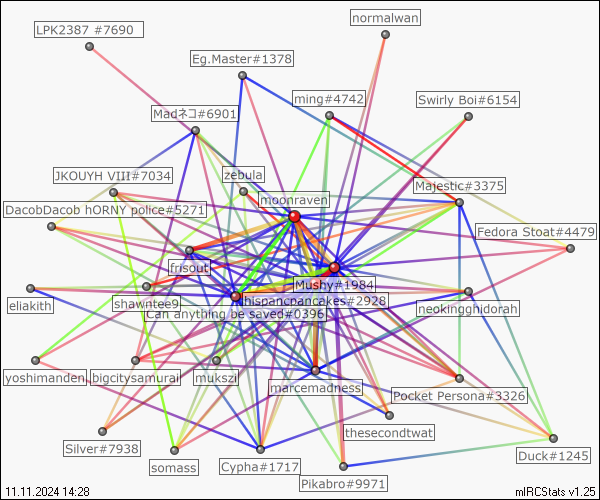 LPK2387 #7690
normalwan
Eg.Master#1378
ming#4742
Swirly Boi#6154
Madネコ#6901
JKOUYH VIII#7034
zebula
moonraven
Majestic#3375
DacobDacob hORNY police#5271
Fedora Stoat#4479
frisout
Mushy#1984
eliakith
shawntee9
hispancpancakes#2928
neokingghidorah
Can anything be saved#0396
yoshimanden
bigcitysamurai
mukszi
marcemadness
Pocket Persona#3326
Silver#7938
thesecondtwat
somass
Cypha#1717
Duck#1245
Pikabro#9971
11.11.2024 14:28
mIRCStats v1.25